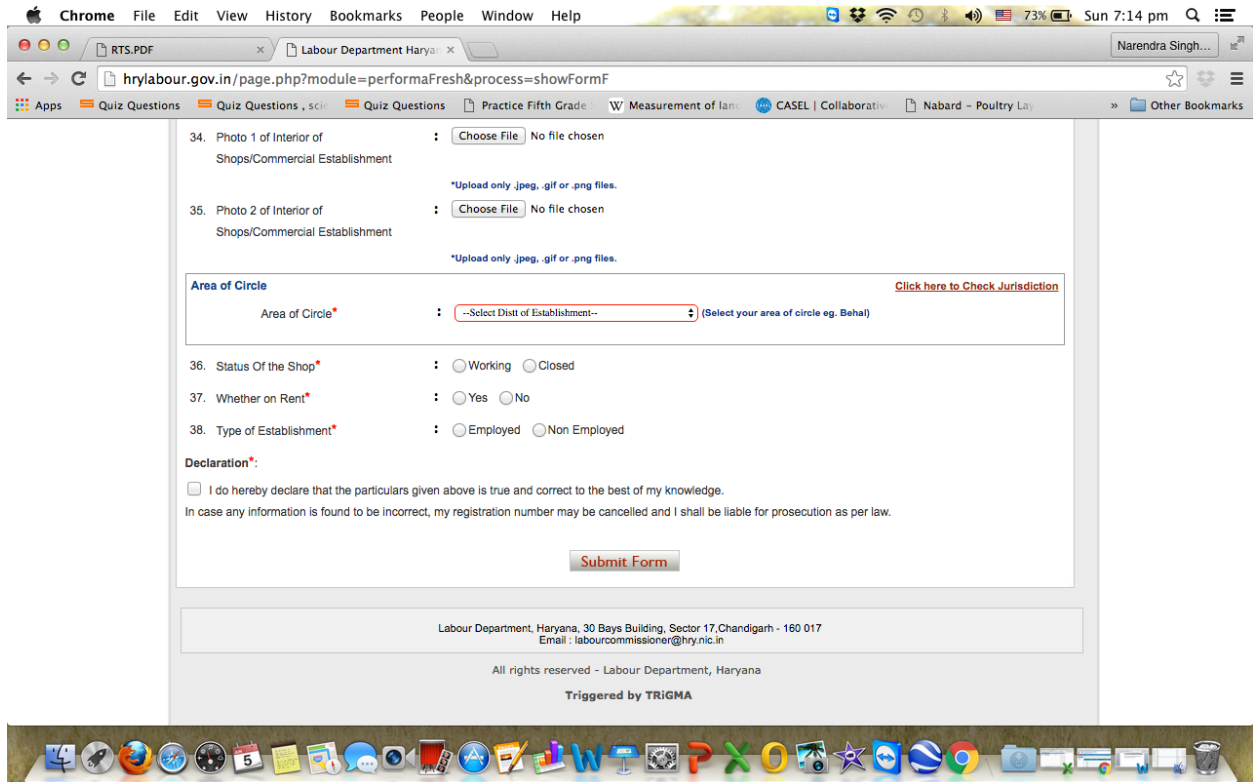 Chrome File Edit View History Bookmarks People Window Help 73% Sun 7:14 pm
RTS.PDF Labour Department Haryan Narendra Singh...
hrylabour.gov.in/page.php?module=performaFresh&process=showFormF
Apps Quiz Questions Quiz Questions , scie Quiz Questions Practice Fifth Grade S W Measurement of land CASEL | Collaborative Nabard - Poultry Lay » Other Bookmarks
34. Photo 1 of Interior of : Choose File No file chosen
Shops/Commercial Establishment
*Upload only .jpeg, .gif or .png files.
35. Photo 2 of Interior of : Choose File No file chosen
Shops/Commercial Establishment
*Upload only .jpeg, .gif or .png files.
Area of Circle Click here to Check Jurisdiction
Area of Circle* : --Select Distt of Establishment-- (Select your area of circle eg. Behal)
36. Status Of the Shop* : Working Closed
37. Whether on Rent* : Yes No
38. Type of Establishment* : Employed Non Employed
Declaration*:
I do hereby declare that the particulars given above is true and correct to the best of my knowledge.
In case any information is found to be incorrect, my registration number may be cancelled and I shall be liable for prosecution as per law.
Submit Form
Labour Department, Haryana, 30 Bays Building, Sector 17,Chandigarh - 160 017
Email : labourcommissioner@hry.nic.in
All rights reserved - Labour Department, Haryana
Triggered by TRiGMA
5